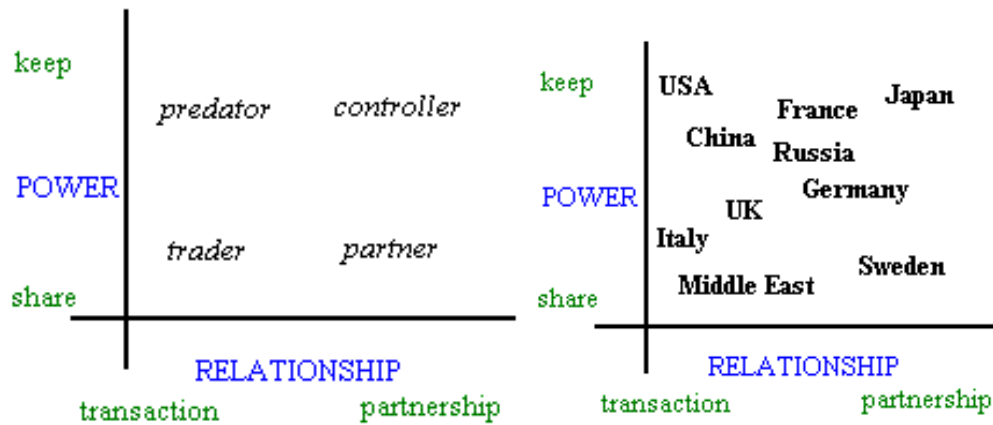 keep
predator controller
POWER
trader partner
share
RELATIONSHIP
transaction partnership
keep
USA
Japan
France
China
Russia
Germany
POWER
UK
Italy
Sweden
Middle East
share
RELATIONSHIP
transaction partnership